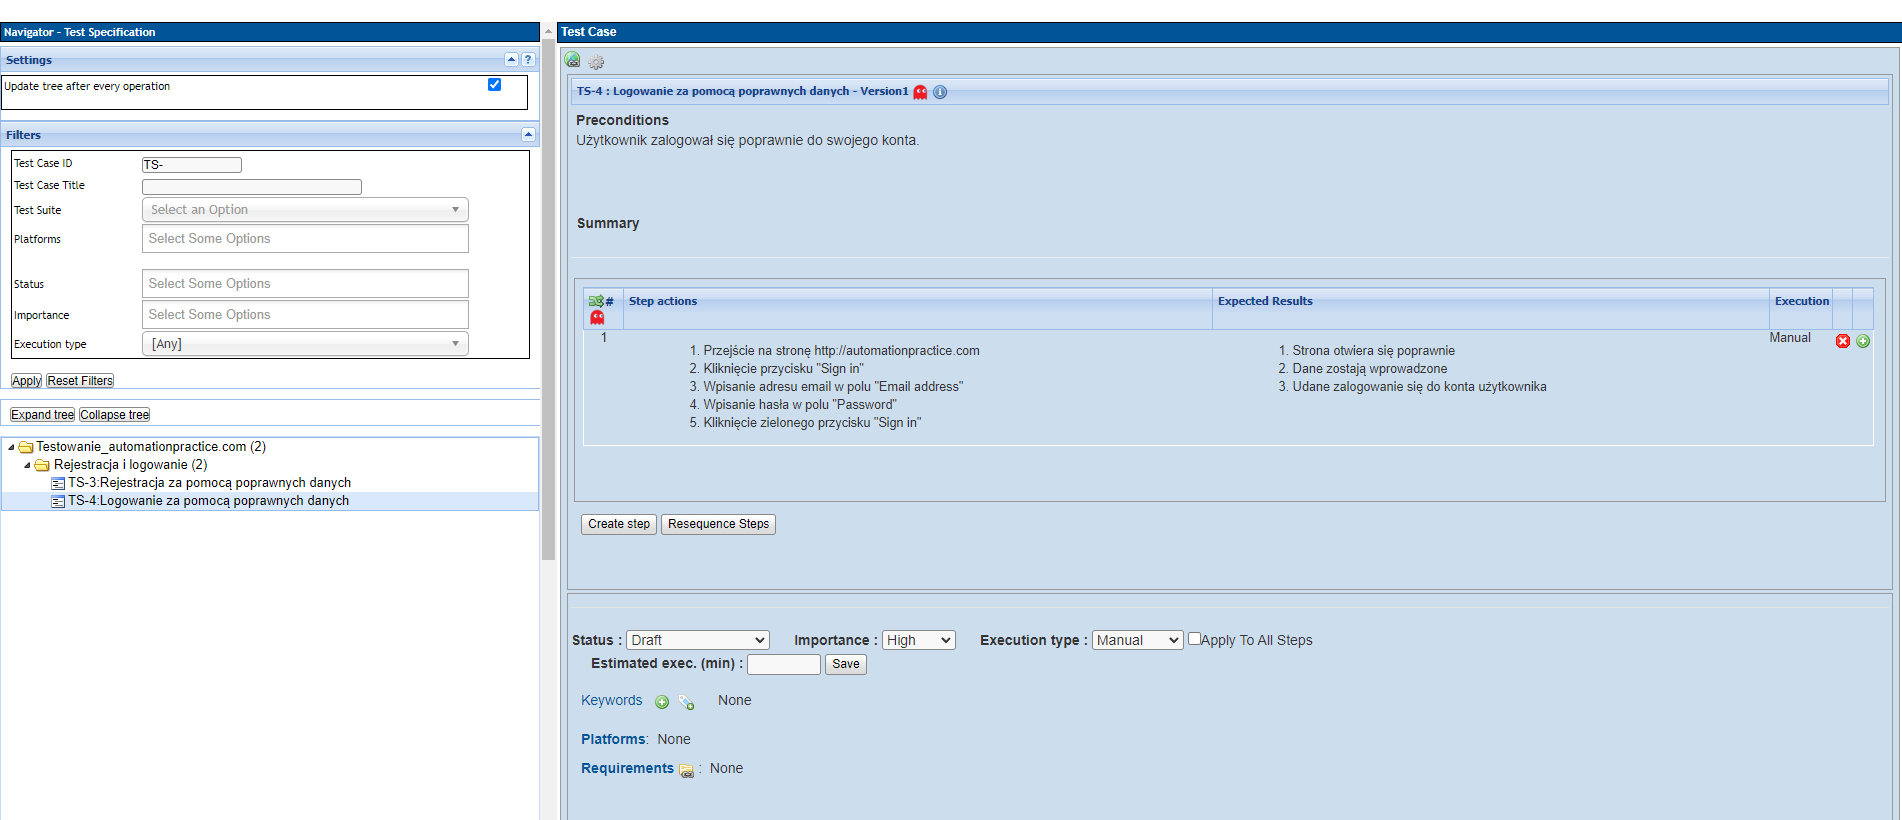 Navigator - Test Specification
Settings
?
Update tree after every operation
Filters
Test Case ID TS-
Test Case Title
Test Suite Select an Option
Platforms Select Some Options
Status Select Some Options
Importance Select Some Options
Execution type [Any]
Apply Reset Filters
Expand tree Collapse tree
Testowanie_automationpractice.com (2)
Rejestracja i logowanie (2)
TS-3:Rejestracja za pomocą poprawnych danych
TS-4:Logowanie za pomocą poprawnych danych
Test Case
TS-4 : Logowanie za pomocą poprawnych danych - Version1
Preconditions
Użytkownik zalogował się poprawnie do swojego konta.
Summary
# Step actions Expected Results Execution
1 Manual
1. Przejście na stronę http://automationpractice.com
2. Kliknięcie przycisku "Sign in"
3. Wpisanie adresu email w polu "Email address"
4. Wpisanie hasła w polu "Password"
5. Kliknięcie zielonego przycisku "Sign in"
1. Strona otwiera się poprawnie
2. Dane zostają wprowadzone
3. Udane zalogowanie się do konta użytkownika
Create step Resequence Steps
Status : Draft Importance : High Execution type : Manual Apply To All Steps
Estimated exec. (min) : Save
Keywords None
Platforms: None
Requirements : None